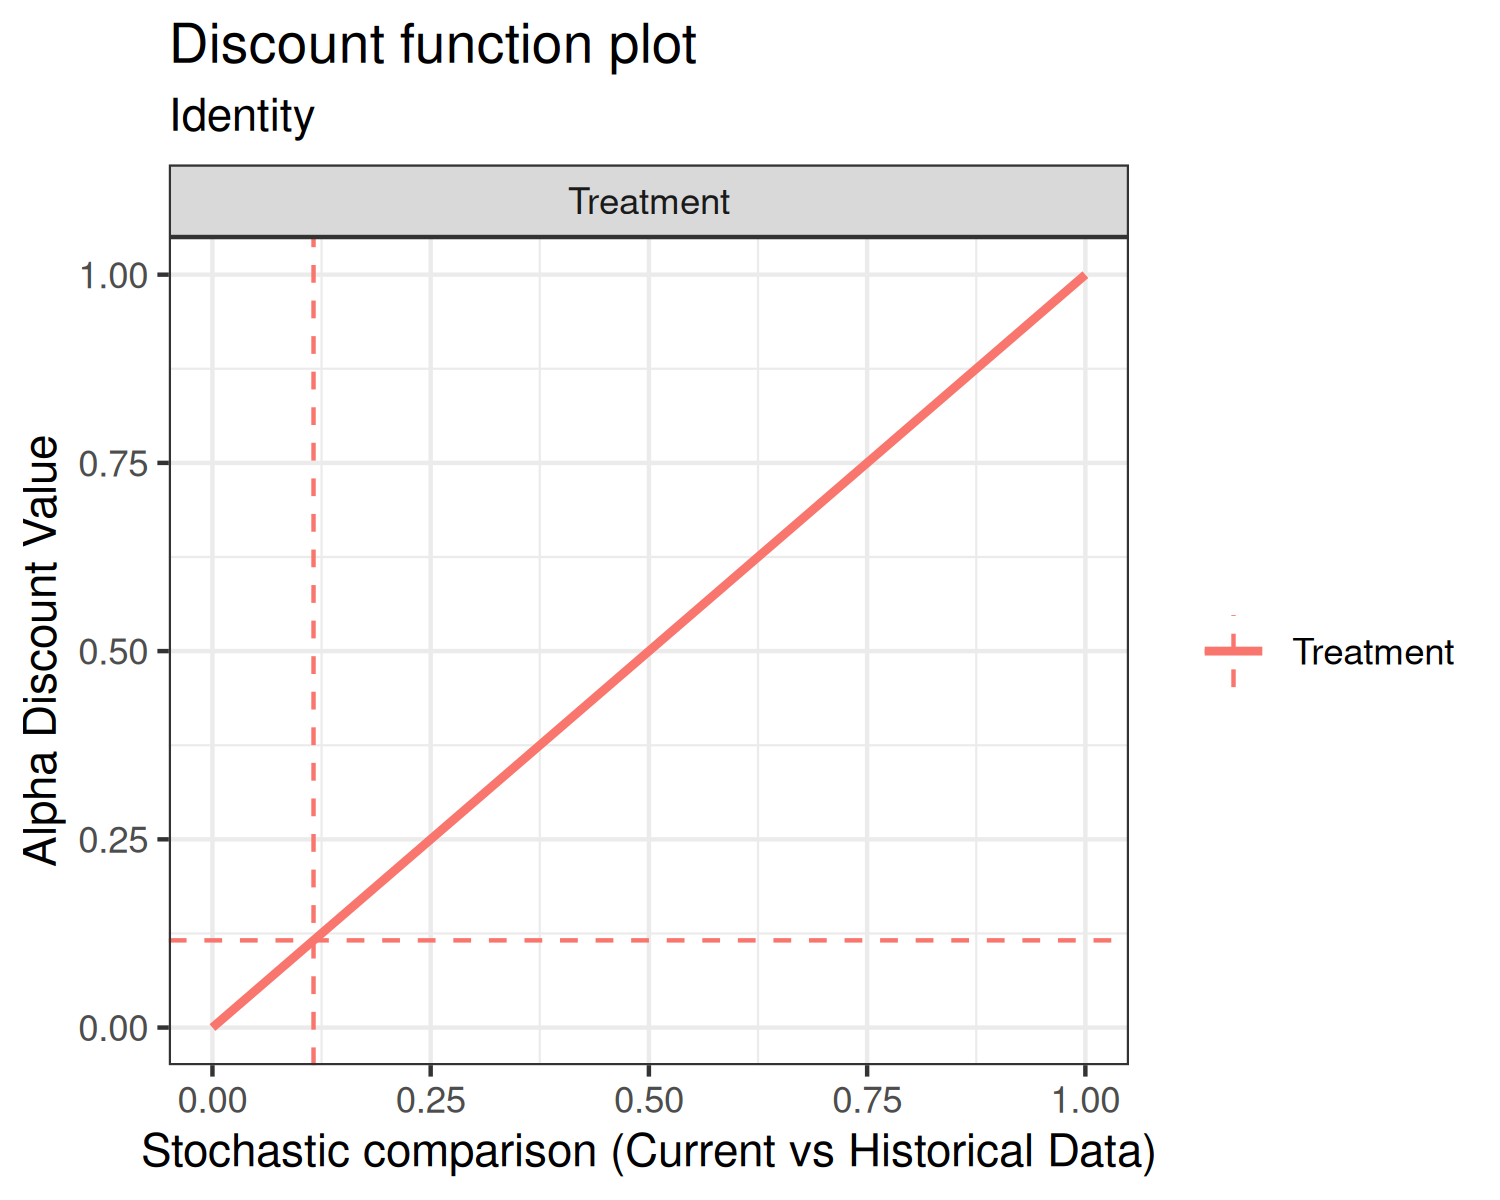 Discount function plot
Identity
Treatment
1.00
0.75
0.50
0.25
0.00
Alpha Discount Value
0.00 0.25 0.50 0.75 1.00
Stochastic comparison (Current vs Historical Data)
Treatment